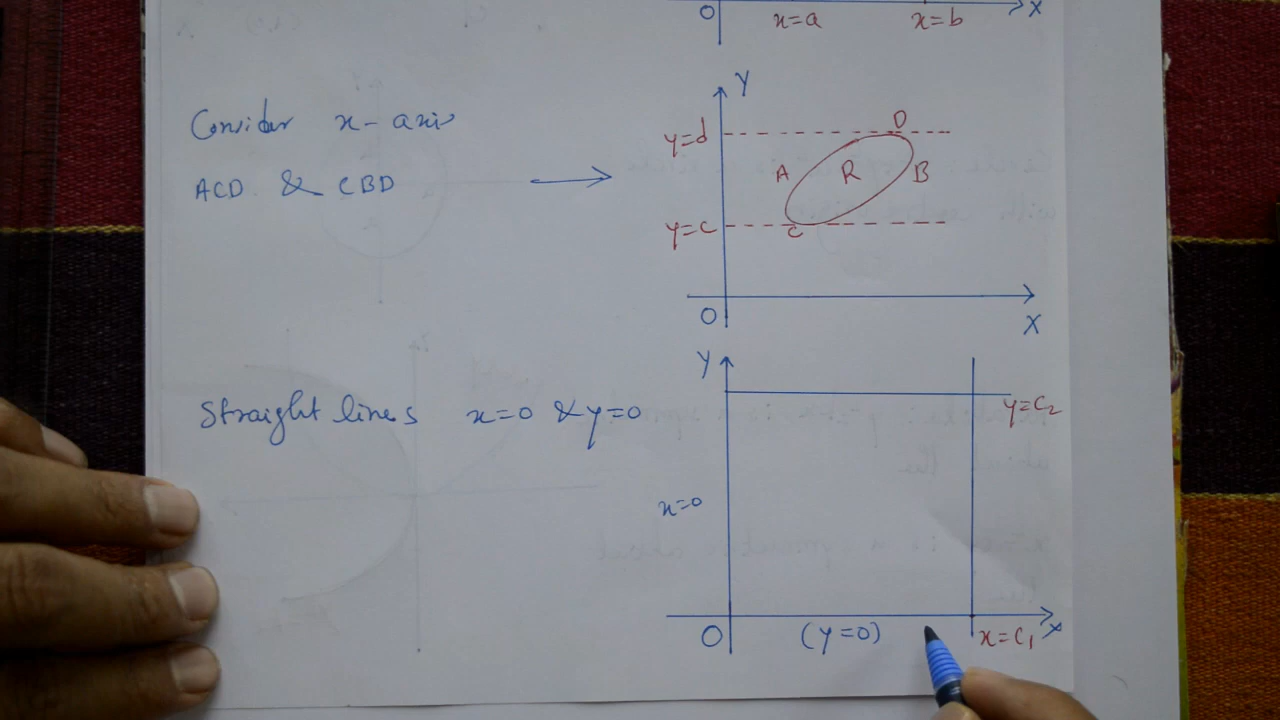 O x=a x=b X
Consider x-axis
ACD & CBD
Y
y=d D
A R B
y=c C
O X
Straight lines x=0 & y=0
Y
y=c₂
x=0
O (y=0) x=c₁ X